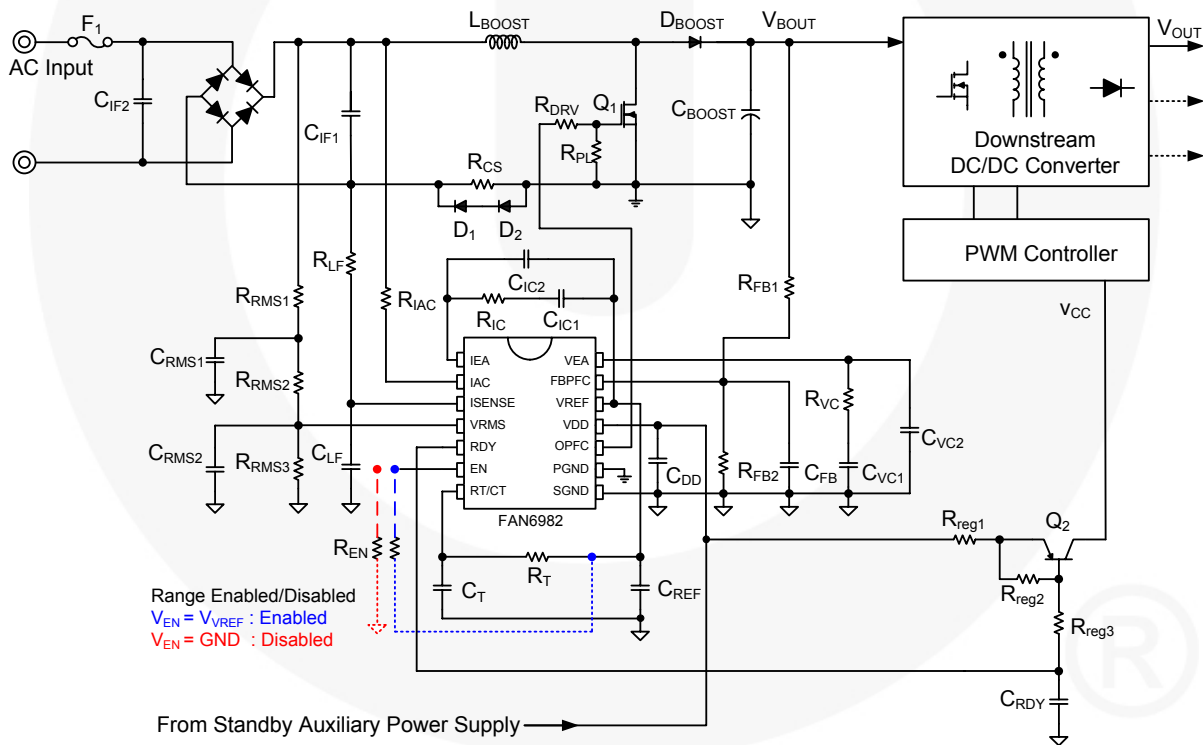 F1
AC Input
CIF2
LBOOST
DBOOST
VBOUT
VOUT
CIF1
RDRV
Q1
RPL
CBOOST
Downstream
DC/DC Converter
RCS
D1
D2
PWM Controller
RLF
RIAC
CIC2
RIC
CIC1
RFB1
vCC
RRMS1
CRMS1
RRMS2
CRMS2
RRMS3
CLF
IEA
IAC
ISENSE
VRMS
RDY
EN
RT/CT
VEA
FBPFC
VREF
VDD
OPFC
PGND
SGND
FAN6982
CDD
RFB2
CFB
RVC
CVC1
CVC2
REN
CT
RT
CREF
Rreg1
Q2
Rreg2
Rreg3
CRDY
Range Enabled/Disabled
VEN = VVREF : Enabled
VEN = GND : Disabled
From Standby Auxiliary Power Supply
®